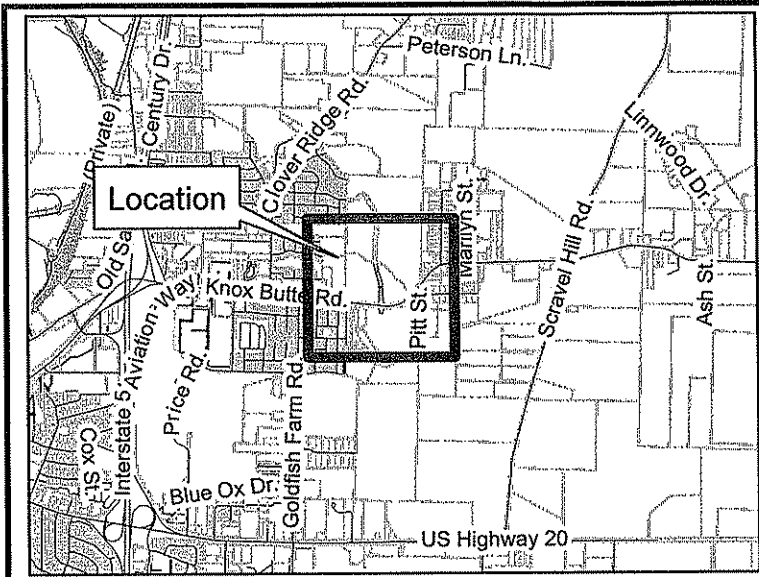 Peterson Ln.
Century Dr.
Private)
Clover Ridge Rd.
Linnwood Dr.
Location
Marilyn St.
Old Sa
Scravel Hill Rd.
Knox Butte Rd.
Aviation Way
Pitt St.
Ash St.
Price Rd.
Interstate 5
Goldfish Farm Rd.
Cox St.
Blue Ox Dr.
US Highway 20